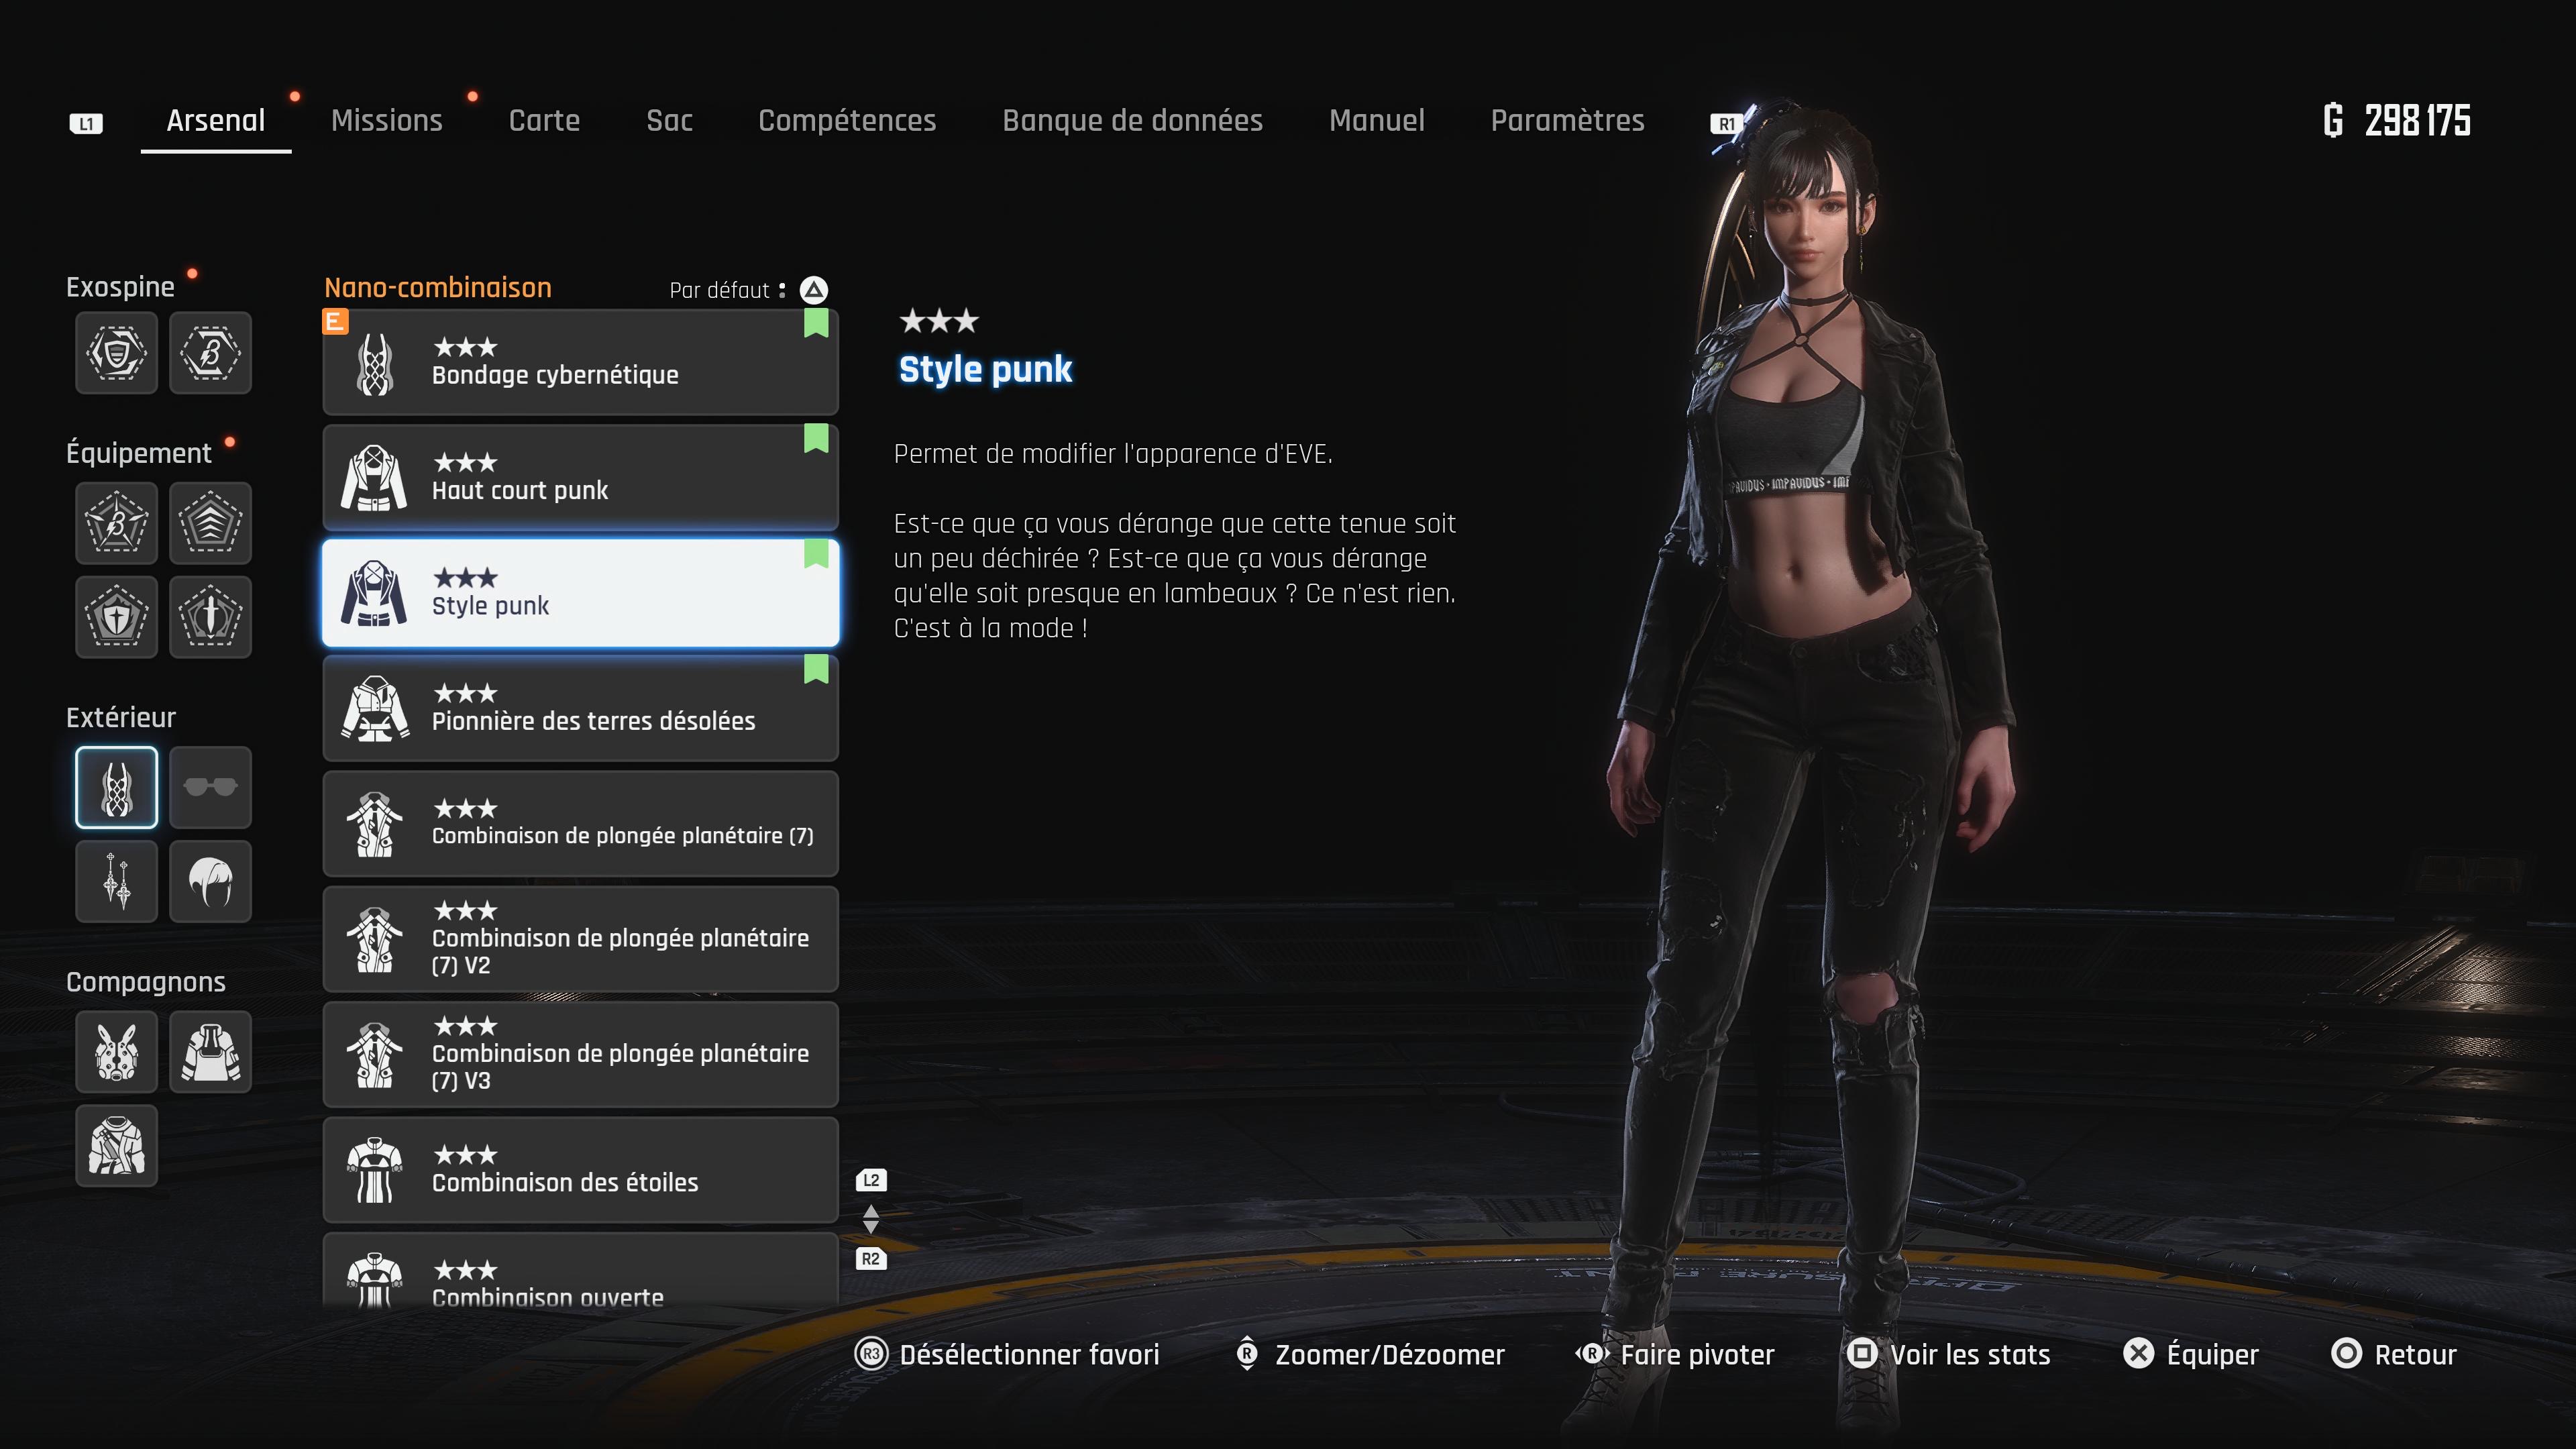 L1 Arsenal Missions Carte Sac Compétences Banque de données Manuel Paramètres R1
298 175
Exospine
Équipement
Extérieur
Compagnons
Nano-combinaison Par défaut :
E
Bondage cybernétique
Haut court punk
Style punk
Pionnière des terres désolées
Combinaison de plongée planétaire (7)
Combinaison de plongée planétaire
(7) V2
Combinaison de plongée planétaire
(7) V3
Combinaison des étoiles
Combinaison ouverte
L2
R2
Style punk
Permet de modifier l'apparence d'EVE.
Est-ce que ça vous dérange que cette tenue soit
un peu déchirée ? Est-ce que ça vous dérange
qu'elle soit presque en lambeaux ? Ce n'est rien.
C'est à la mode !
IMPAVIDUS
R3 Désélectionner favori R Zoomer/Dézoomer R Faire pivoter Voir les stats Équiper Retour